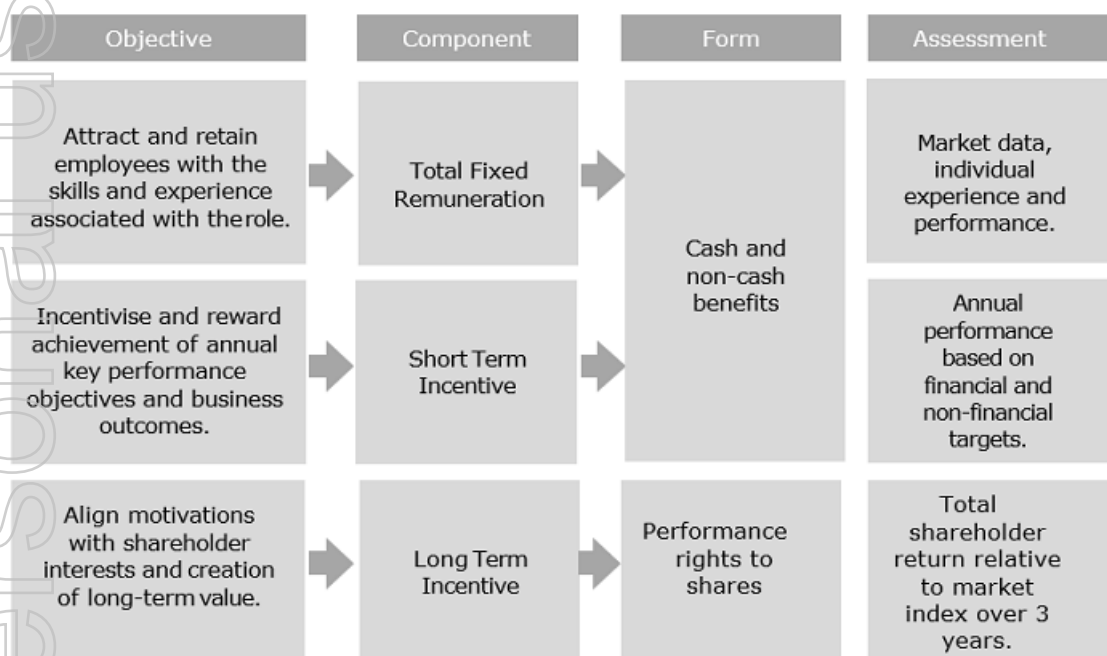 Objective
Component
Form
Assessment
Attract and retain
employees with the
skills and experience
associated with therole.
Total Fixed
Remuneration
Cash and
non-cash
benefits
Market data,
individual
experience and
performance.
Incentivise and reward
achievement of annual
key performance
objectives and business
outcomes.
Short Term
Incentive
Annual
performance
based on
financial and
non-financial
targets.
Align motivations
with shareholder
interests and creation
of long-term value.
Long Term
Incentive
Performance
rights to
shares
Total
shareholder
return relative
to market
index over 3
years.